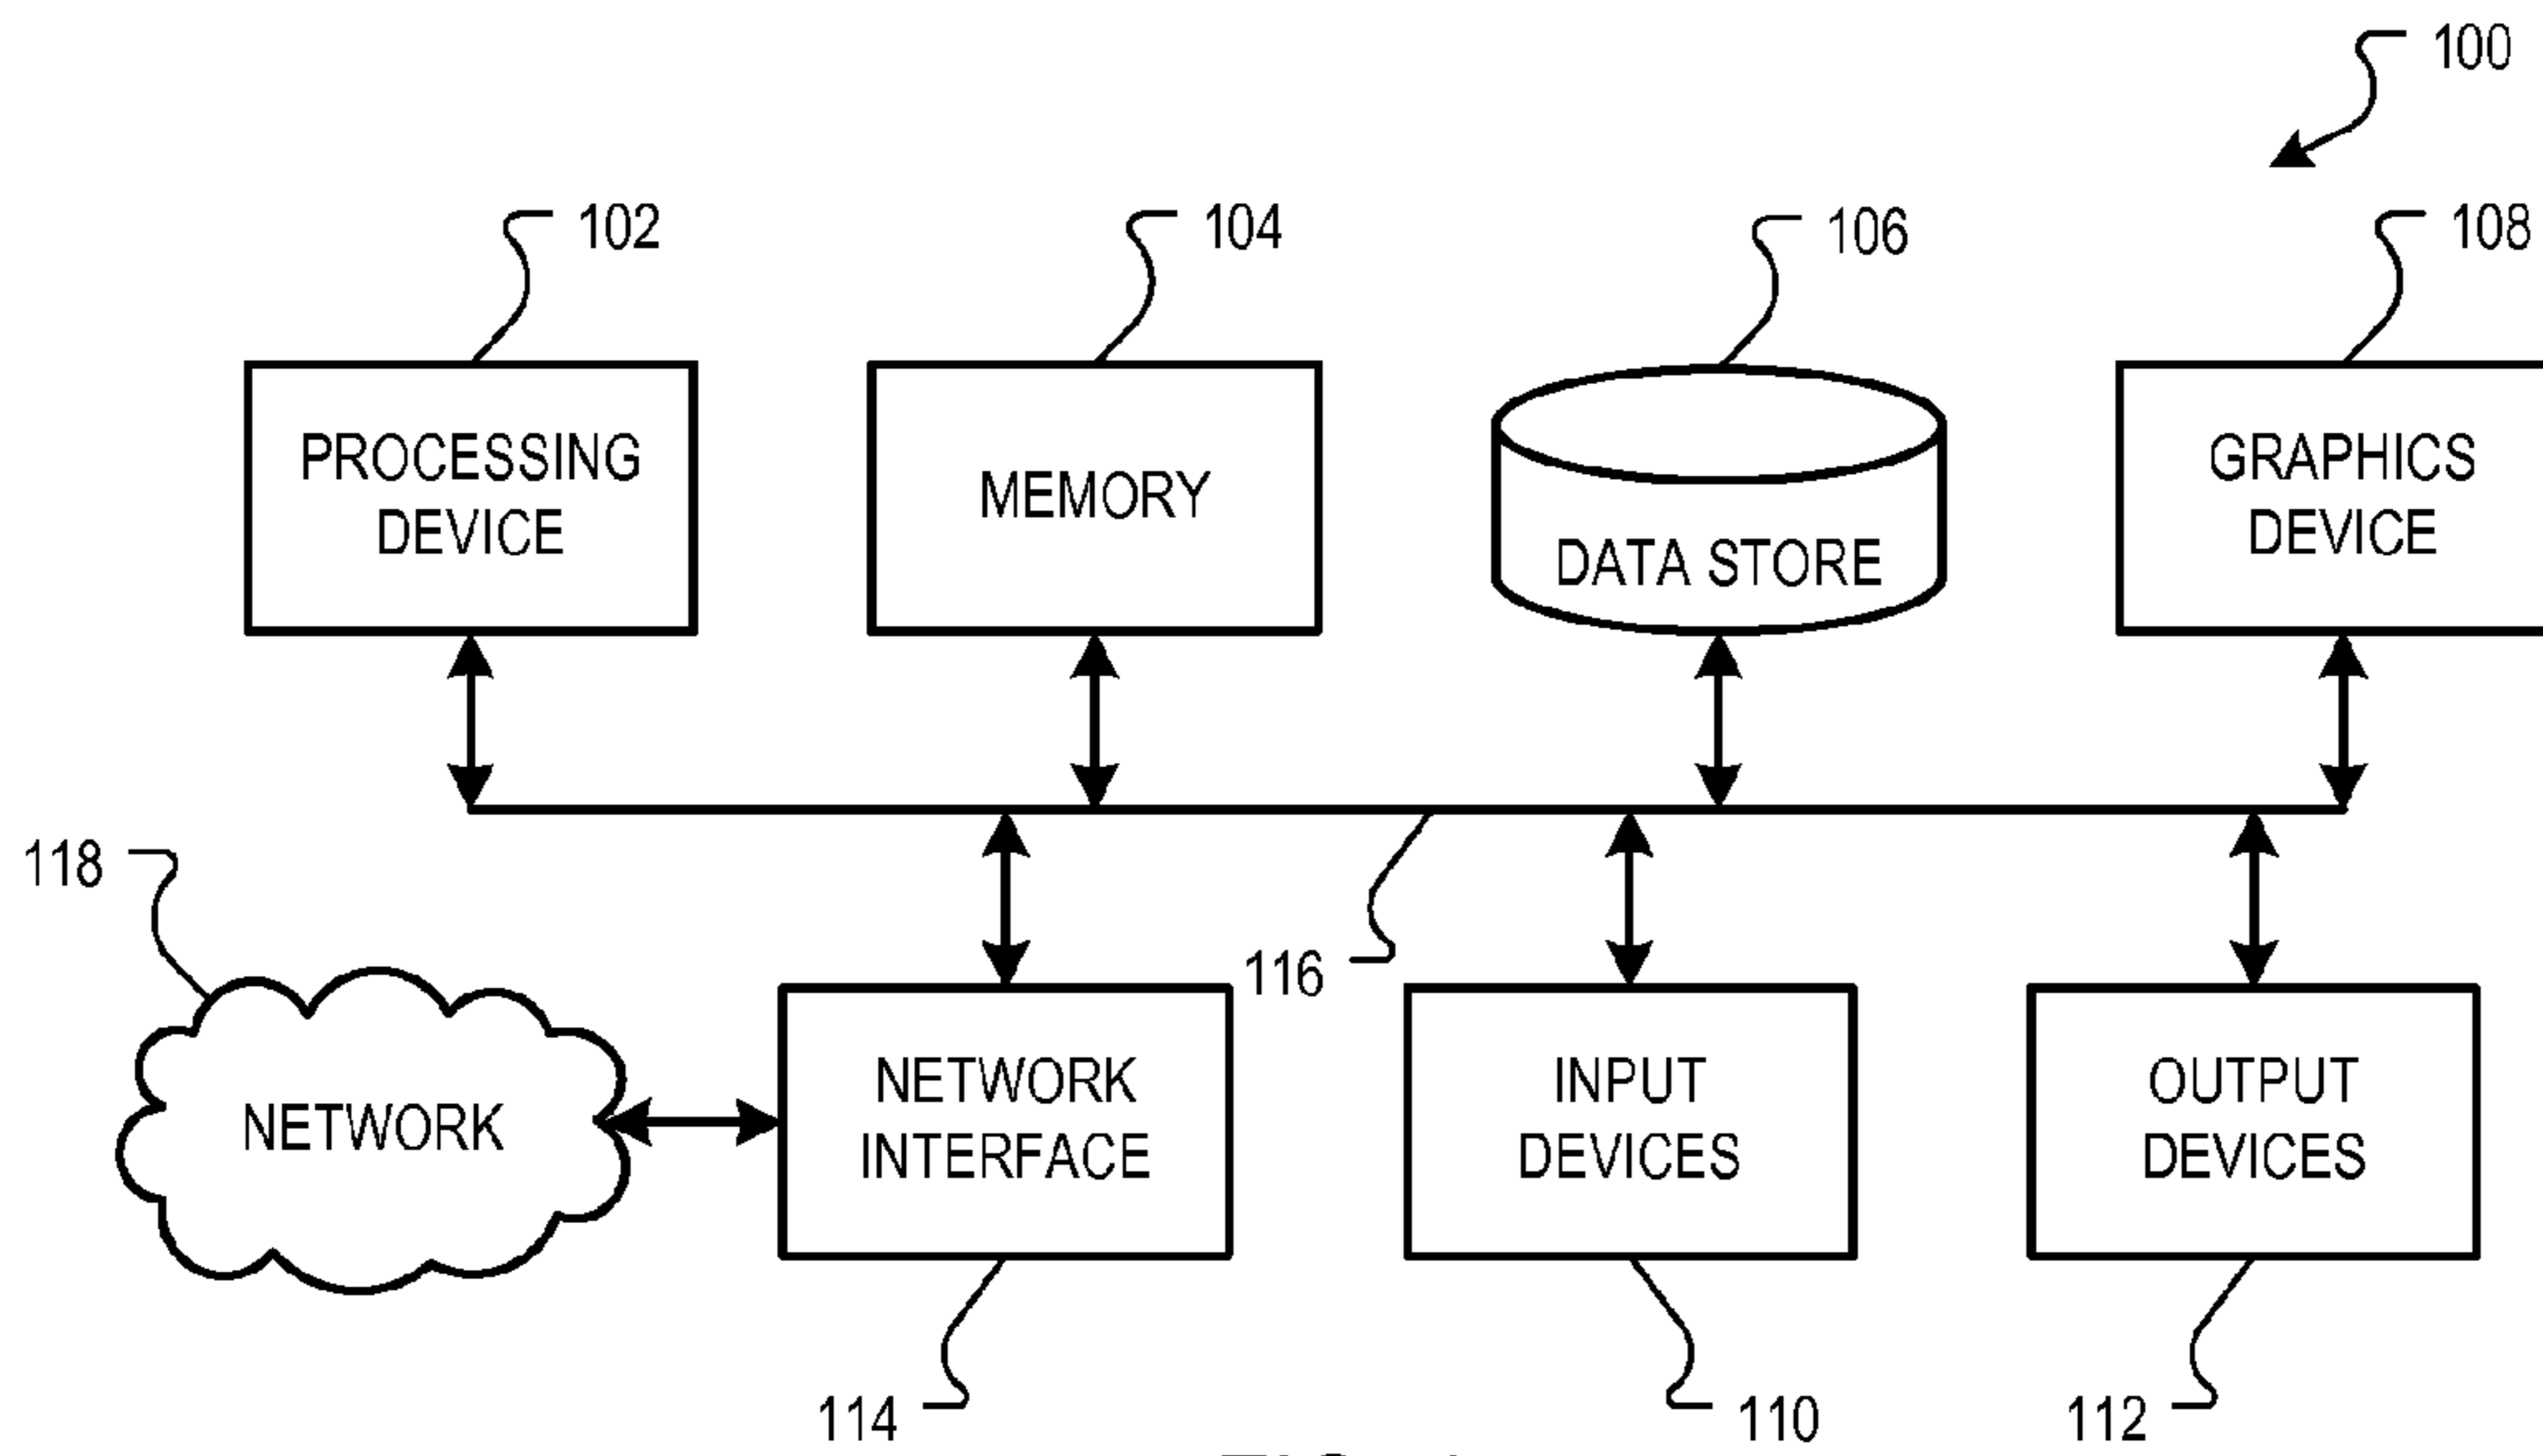 100
102
104
106
108
PROCESSING
DEVICE
MEMORY
DATA STORE
GRAPHICS
DEVICE
118
116
NETWORK
NETWORK
INTERFACE
INPUT
DEVICES
OUTPUT
DEVICES
114
110
112